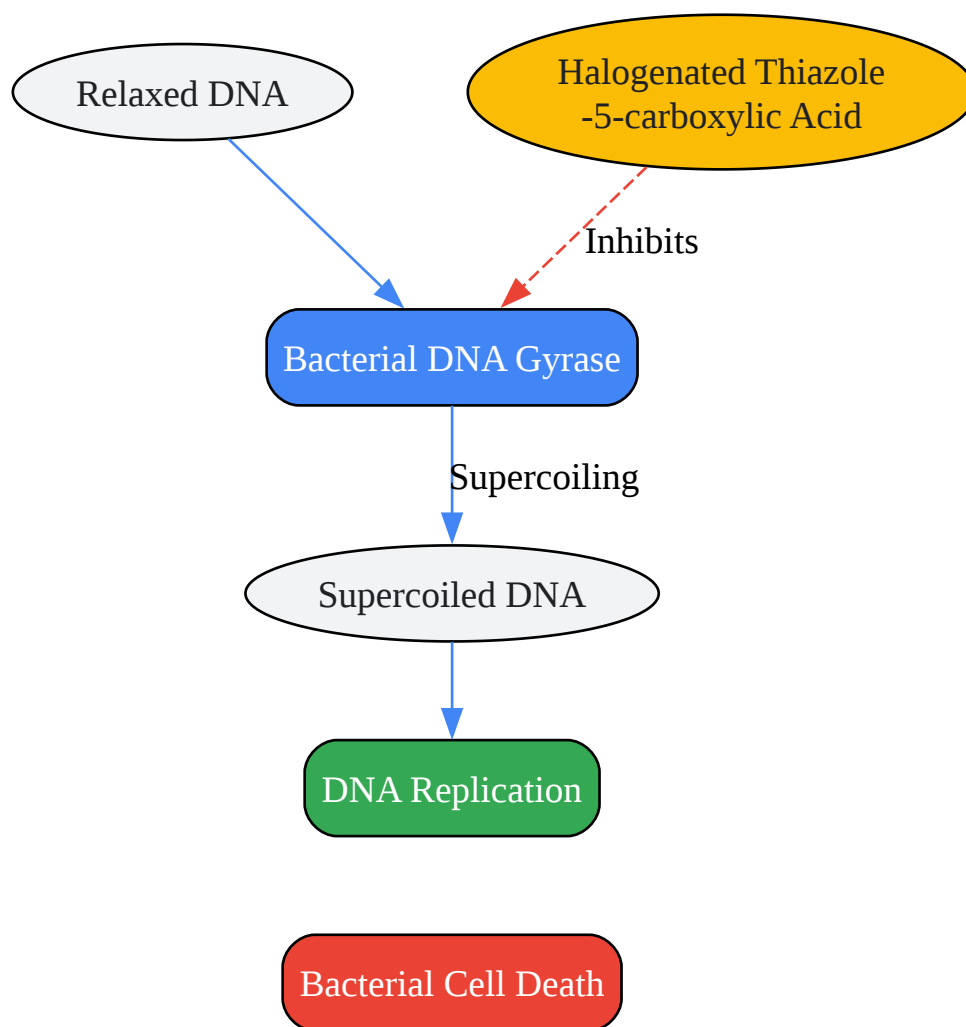 Relaxed DNA
Halogenated Thiazole
-5-carboxylic Acid
Inhibits
Bacterial DNA Gyrase
Supercoiling
Supercoiled DNA
DNA Replication
Bacterial Cell Death